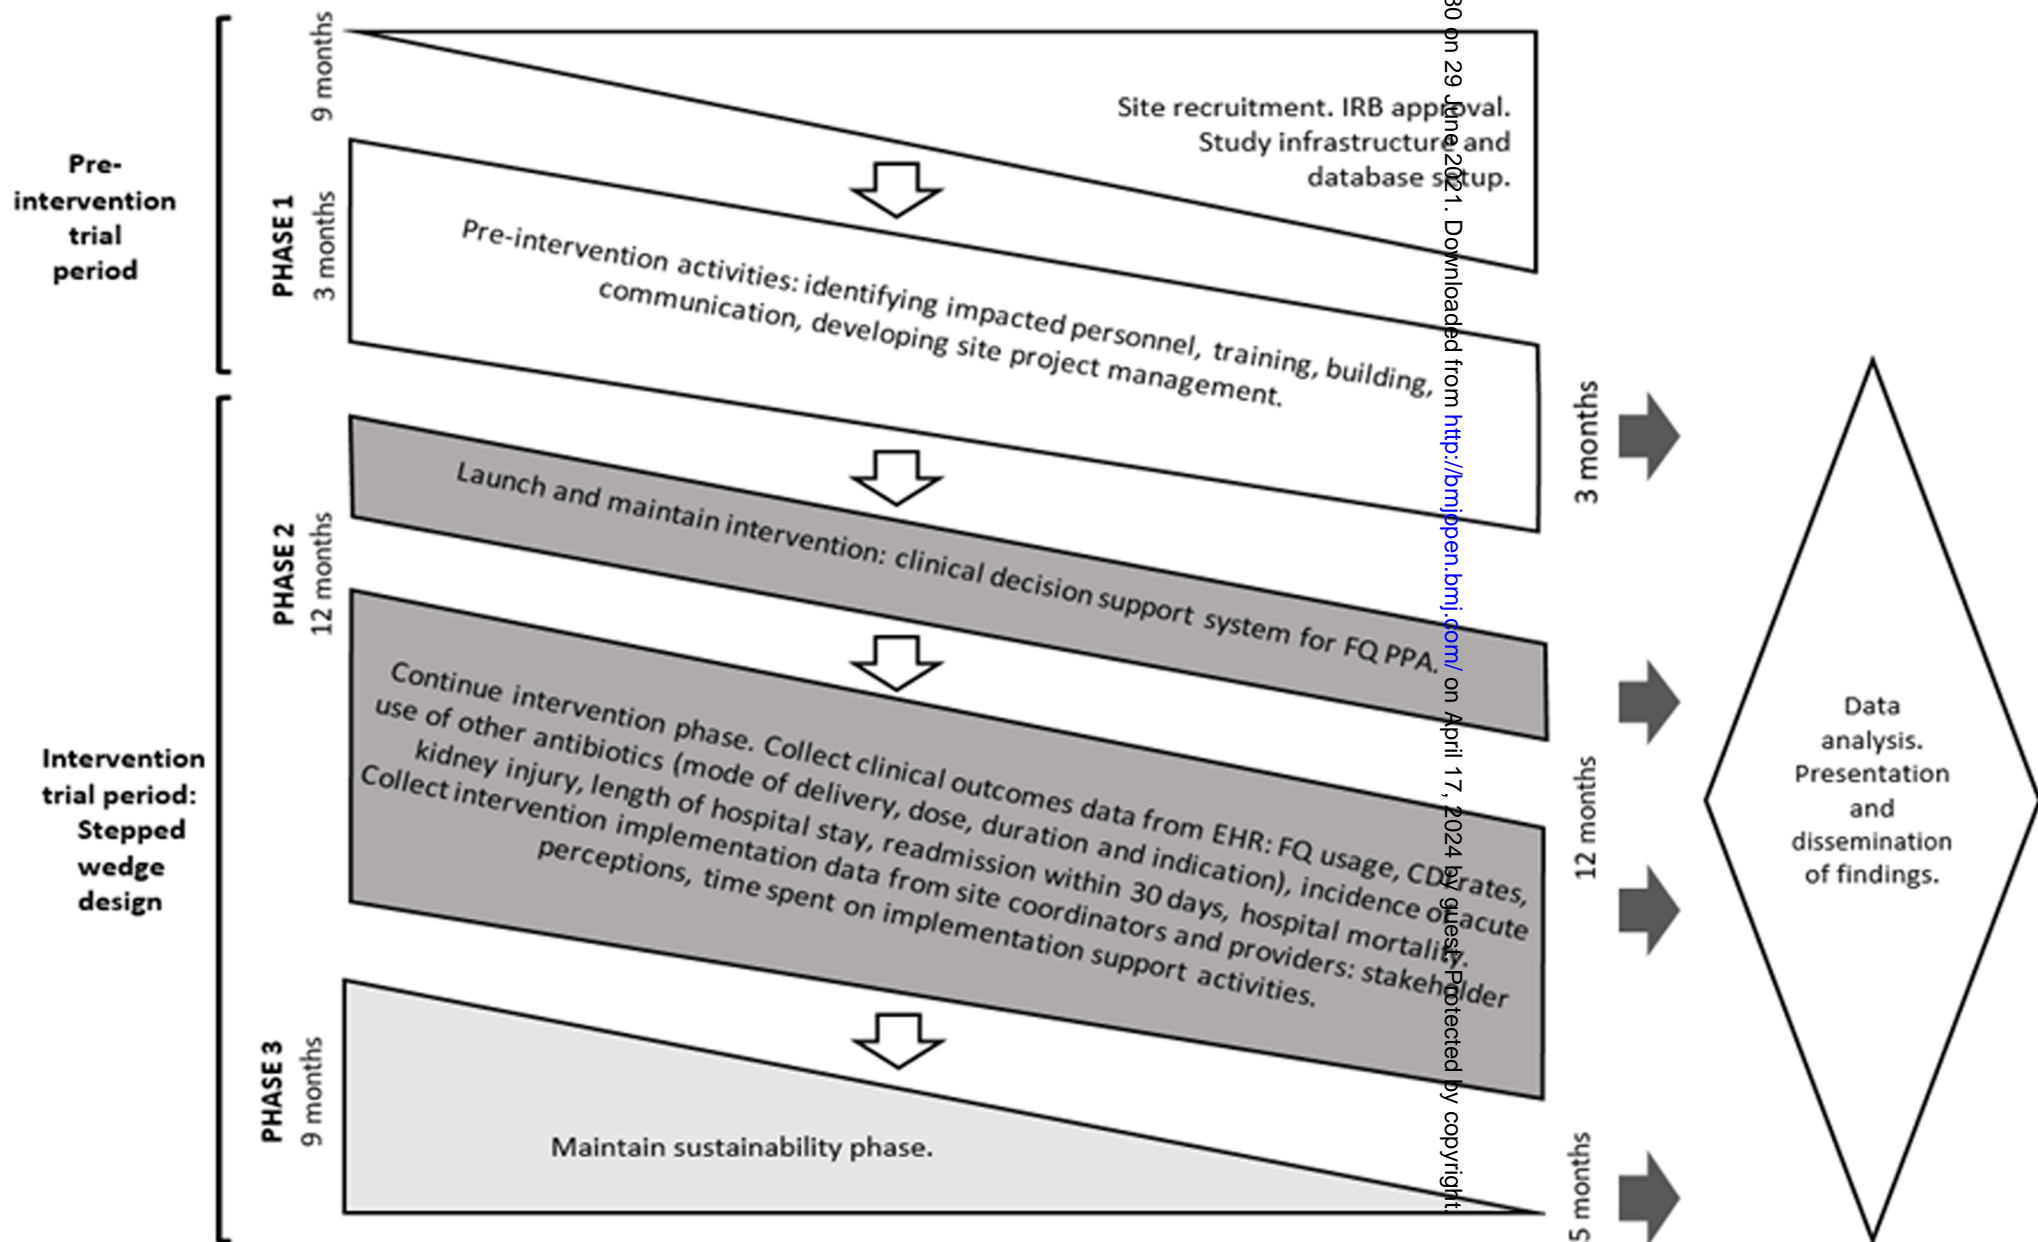 Pre-
intervention
trial
period
9 months
Site recruitment. IRB approval.
Study infrastructure and
database setup.
PHASE 1
3 months
Pre-intervention activities: identifying impacted personnel, training, building,
communication, developing site project management.
3 months
Intervention
trial period:
Stepped
wedge
design
PHASE 2
12 months
Launch and maintain intervention: clinical decision support system for FQ PPA.
Continue intervention phase. Collect clinical outcomes data from EHR: FQ usage, CDI rates,
use of other antibiotics (mode of delivery, dose, duration and indication), incidence of acute
kidney injury, length of hospital stay, readmission within 30 days, hospital mortality.
Collect intervention implementation data from site coordinators and providers: stakeholder
perceptions, time spent on implementation support activities.
12 months
PHASE 3
9 months
Maintain sustainability phase.
5 months
Data
analysis.
Presentation
and
dissemination
of findings.
on 29 June 2021. Downloaded from http://bmjopen.bmj.com/ on April 17, 2024 by guest. Protected by copyright.